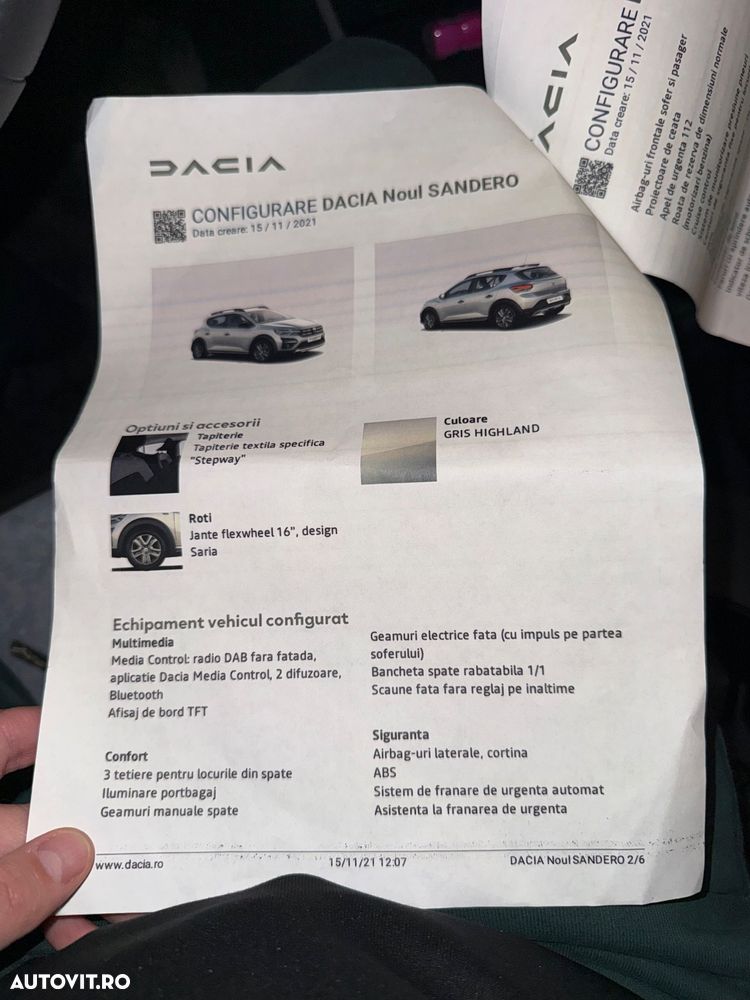 DACIA
CONFIGURARE DACIA Noul SANDERO
Data creare: 15 / 11 / 2021
Optiuni si accesorii
Tapiterie
Tapiterie textila specifica
"Stepway"
Culoare
GRIS HIGHLAND
Roti
Jante flexwheel 16”, design
Saria
Echipament vehicul configurat
Multimedia
Media Control: radio DAB fara fatada,
aplicatie Dacia Media Control, 2 difuzoare,
Bluetooth
Afisaj de bord TFT
Confort
3 tetiere pentru locurile din spate
Iluminare portbagaj
Geamuri manuale spate
Geamuri electrice fata (cu impuls pe partea
soferului)
Bancheta spate rabatabila 1/1
Scaune fata fara reglaj pe inaltime
Siguranta
Airbag-uri laterale, cortina
ABS
Sistem de franare de urgenta automat
Asistenta la franarea de urgenta
www.dacia.ro
15/11/21 12:07
DACIA Noul SANDERO 2/6
CONFIGURARE
Data creare: 15 / 11 / 2021
Airbag-uri frontale sofer si pasager
Proiectoare de ceata
Apel de urgenta 112
Roata de rezerva de dimensiuni normale
(motorizari benzina)
Cruise control
AUTOVIT.RO